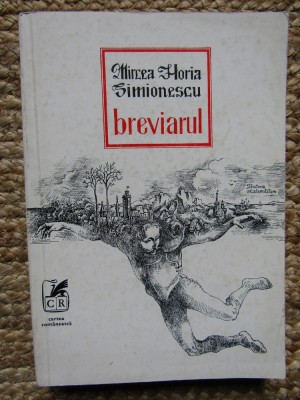 Mircea Horia
Simionescu
breviarul
CR
cartea
românească